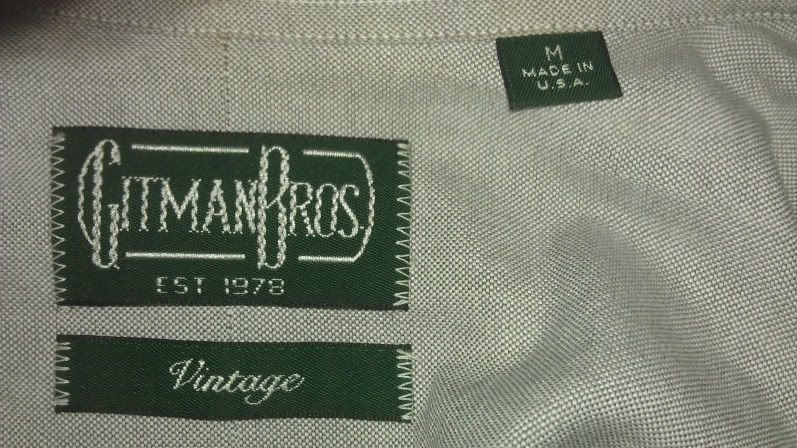 M
MADE IN
U.S.A.
GITMAN BROS.
EST 1978
Vintage